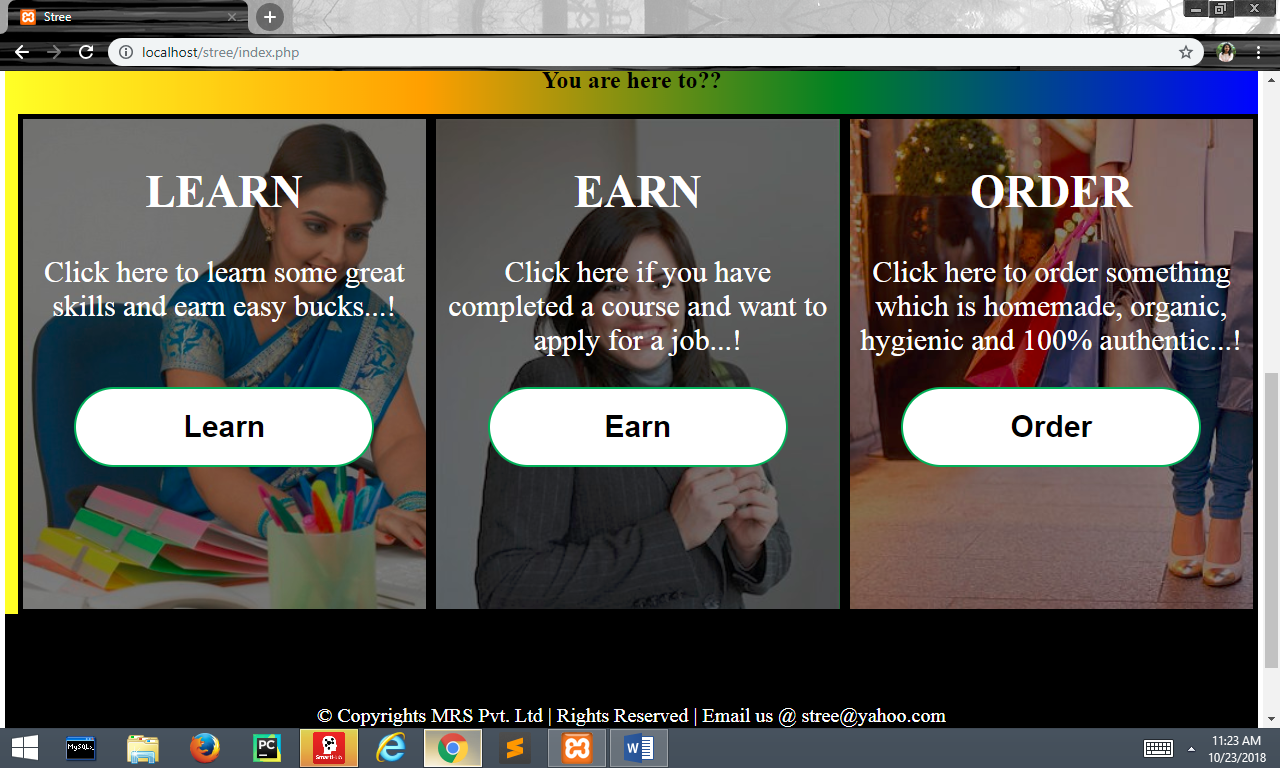 Stree
localhost/stree/index.php
You are here to??
LEARN
Click here to learn some great
skills and earn easy bucks...!
Learn
EARN
Click here if you have
completed a course and want to
apply for a job...!
Earn
ORDER
Click here to order something
which is homemade, organic,
hygienic and 100% authentic...!
Order
© Copyrights MRS Pvt. Ltd | Rights Reserved | Email us @ stree@yahoo.com
MySQL
PC
W
11:23 AM
10/23/2018